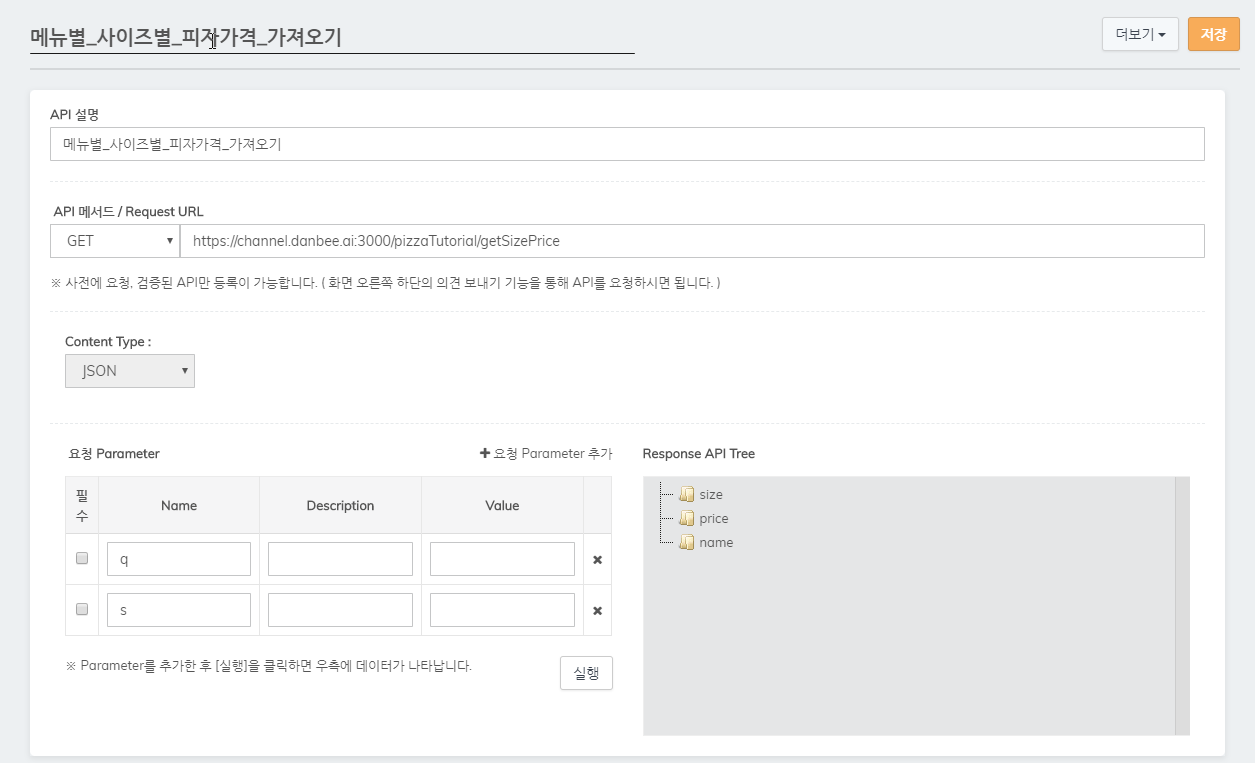 메뉴별_사이즈별_피자가격_가져오기
더보기
저장
API 설명
메뉴별_사이즈별_피자가격_가져오기
API 메서드 / Request URL
GET
https://channel.danbee.ai:3000/pizzaTutorial/getSizePrice
※ 사전에 요청, 검증된 API만 등록이 가능합니다. ( 화면 오른쪽 하단의 의견 보내기 기능을 통해 API를 요청하시면 됩니다. )
Content Type :
JSON
요청 Parameter
+ 요청 Parameter 추가
필수
Name
Description
Value
q
s
※ Parameter를 추가한 후 [실행]을 클릭하면 우측에 데이터가 나타납니다.
실행
Response API Tree
size
price
name